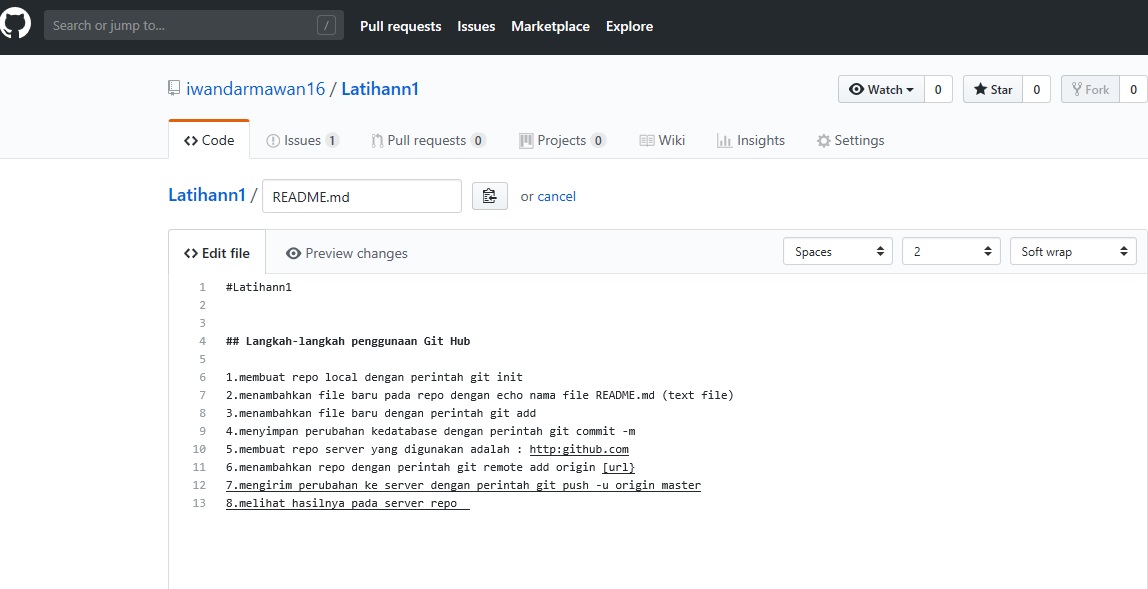 Search or jump to... /
Pull requests Issues Marketplace Explore
iwandarmawan16 / Latihann1
Watch 0 Star 0 Fork 0
Code Issues 1 Pull requests 0 Projects 0 Wiki Insights Settings
Latihann1 / README.md or cancel
Edit file Preview changes Spaces 2 Soft wrap
1 #Latihann1
2
3
4 ## Langkah-langkah penggunaan Git Hub
5
6 1.membuat repo local dengan perintah git init
7 2.menambahkan file baru pada repo dengan echo nama file README.md (text file)
8 3.menambahkan file baru dengan perintah git add
9 4.menyimpan perubahan kedatabase dengan perintah git commit -m
10 5.membuat repo server yang digunakan adalah : http:github.com
11 6.menambahkan repo dengan perintah git remote add origin [url}
12 7.mengirim perubahan ke server dengan perintah git push -u origin master
13 8.melihat hasilnya pada server repo